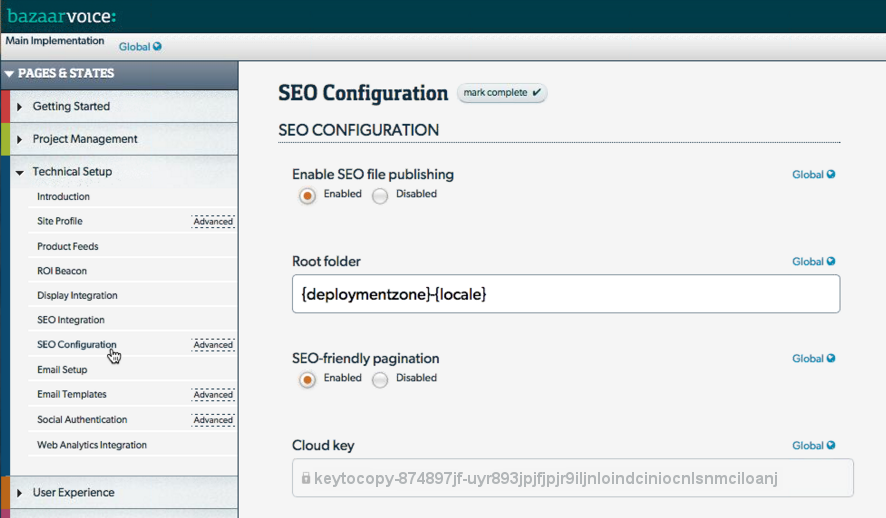 bazaarvoice:
Main Implementation Global
PAGES & STATES
Getting Started
Project Management
Technical Setup
Introduction
Site Profile Advanced
Product Feeds
ROI Beacon
Display Integration
SEO Integration
SEO Configuration Advanced
Email Setup
Email Templates Advanced
Social Authentication Advanced
Web Analytics Integration
User Experience
SEO Configuration mark complete ✔
SEO CONFIGURATION
Enable SEO file publishing Global
Enabled Disabled
Root folder Global
{deploymentzone}-{locale}
SEO-friendly pagination Global
Enabled Disabled
Cloud key Global
keytocopy-874897jf-uyr893jpjfjpjr9iljnloindciniocnlsnmciloanj